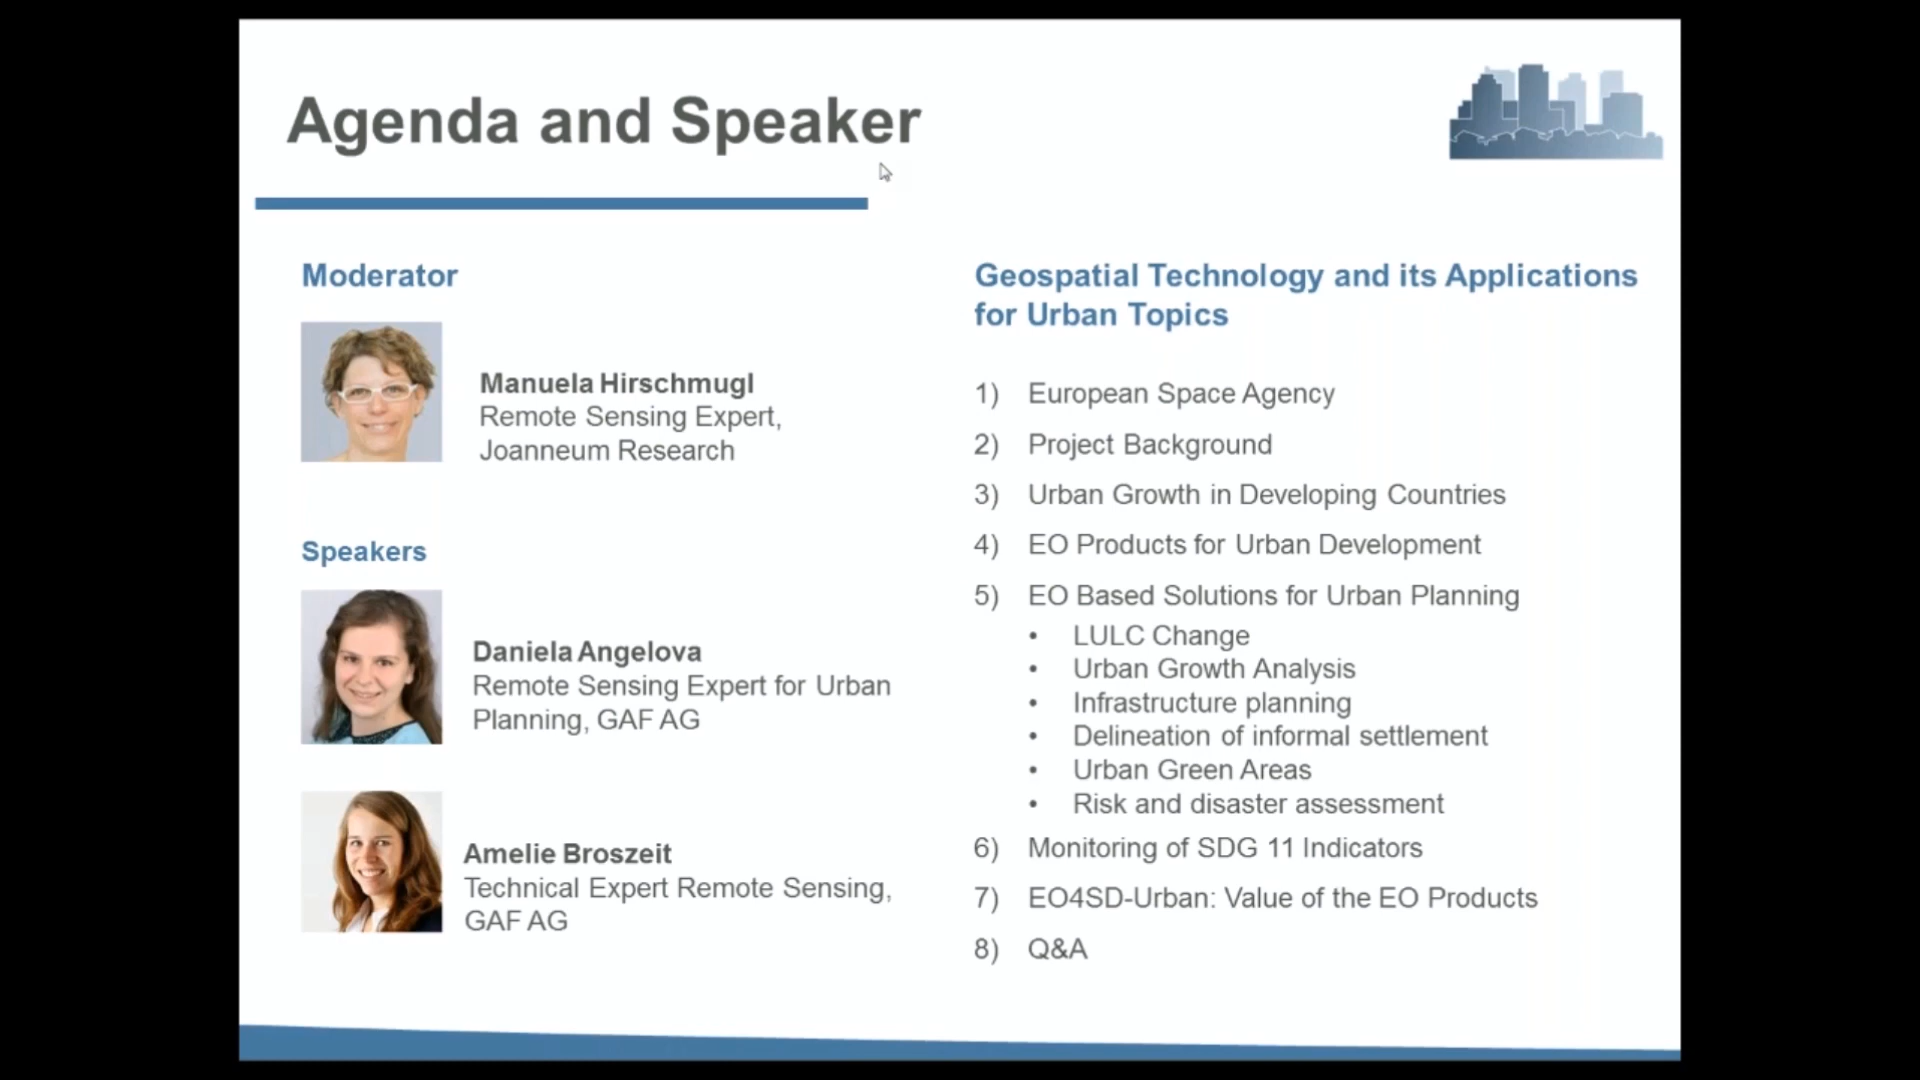 Agenda and Speaker
Moderator
Manuela Hirschmugl
Remote Sensing Expert,
Joanneum Research
Speakers
Daniela Angelova
Remote Sensing Expert for Urban
Planning, GAF AG
Amelie Broszeit
Technical Expert Remote Sensing,
GAF AG
Geospatial Technology and its Applications
for Urban Topics
1) European Space Agency
2) Project Background
3) Urban Growth in Developing Countries
4) EO Products for Urban Development
5) EO Based Solutions for Urban Planning
• LULC Change
• Urban Growth Analysis
• Infrastructure planning
• Delineation of informal settlement
• Urban Green Areas
• Risk and disaster assessment
6) Monitoring of SDG 11 Indicators
7) EO4SD-Urban: Value of the EO Products
8) Q&A